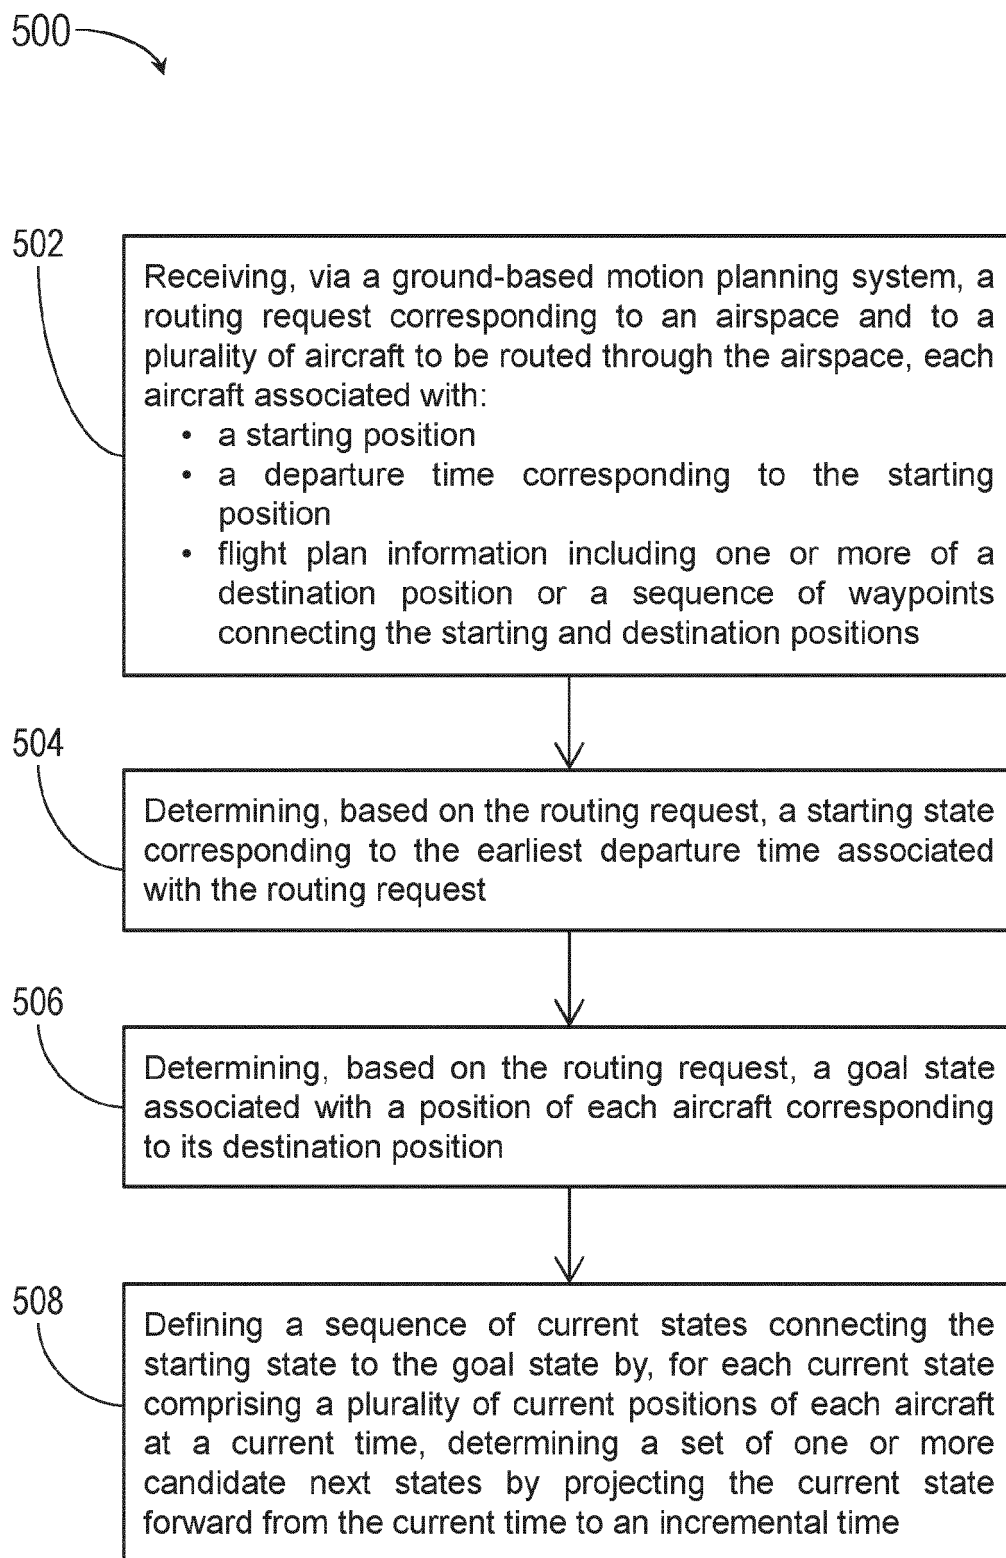 500
502
Receiving, via a ground-based motion planning system, a
routing request corresponding to an airspace and to a
plurality of aircraft to be routed through the airspace, each
aircraft associated with:
• a starting position
• a departure time corresponding to the starting
position
• flight plan information including one or more of a
destination position or a sequence of waypoints
connecting the starting and destination positions
504
Determining, based on the routing request, a starting state
corresponding to the earliest departure time associated
with the routing request
506
Determining, based on the routing request, a goal state
associated with a position of each aircraft corresponding
to its destination position
508
Defining a sequence of current states connecting the
starting state to the goal state by, for each current state
comprising a plurality of current positions of each aircraft
at a current time, determining a set of one or more
candidate next states by projecting the current state
forward from the current time to an incremental time